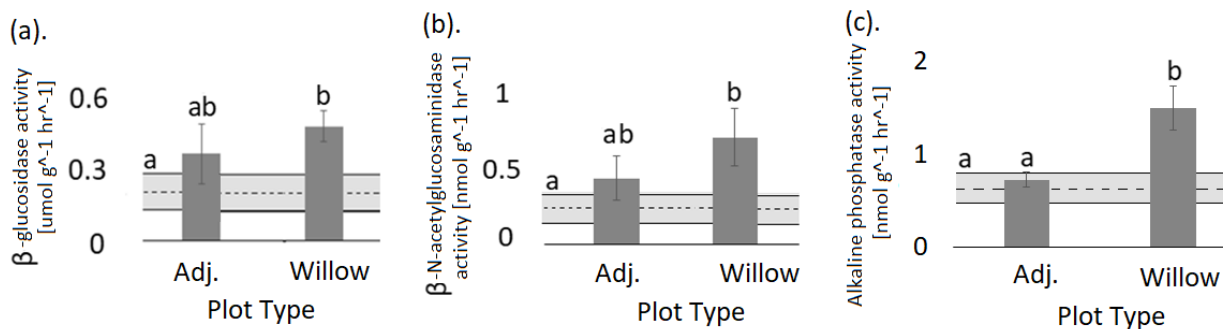 (a).
β-glucosidase activity
[umol g^-1 hr^-1]
0.6
0.3
0
a
ab
b
Adj.
Willow
Plot Type
(b).
β-N-acetylglucosaminidase
activity [nmol g^-1 hr^-1]
1
0.5
0
a
ab
b
Adj.
Willow
Plot Type
(c).
Alkaline phosphatase activity
[nmol g^-1 hr^-1]
2
1
0
a
a
b
Adj.
Willow
Plot Type